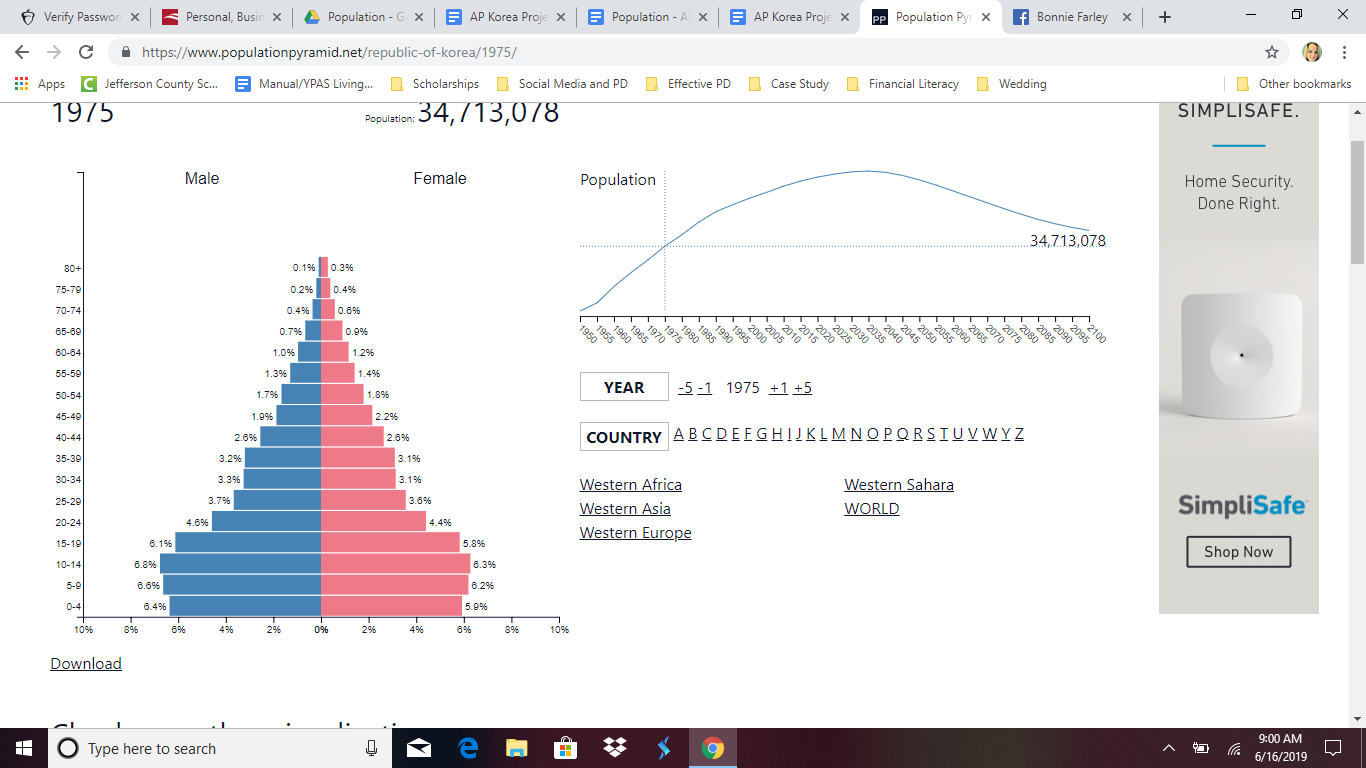 Verify Passwor
Personal, Busi
Population - G
AP Korea Proje
Population - Al
AP Korea Proje
Population Pyr
Bonnie Farley
https://www.populationpyramid.net/republic-of-korea/1975/
Apps
Jefferson County Sc...
Manual/YPAS Living...
Scholarships
Social Media and PD
Effective PD
Case Study
Financial Literacy
Wedding
Other bookmarks
1975
Population: 34,713,078
Male Female
80+ 0.1% 0.3%
75-79 0.2% 0.4%
70-74 0.4% 0.6%
65-69 0.7% 0.9%
60-64 1.0% 1.2%
55-59 1.3% 1.4%
50-54 1.7% 1.8%
45-49 1.9% 2.2%
40-44 2.6% 2.6%
35-39 3.2% 3.1%
30-34 3.3% 3.1%
25-29 3.7% 3.6%
20-24 4.6% 4.4%
15-19 6.1% 5.8%
10-14 6.8% 6.3%
5-9 6.6% 6.2%
0-4 6.4% 5.9%
10% 8% 6% 4% 2% 0% 2% 4% 6% 8% 10%
Download
Population
34,713,078
1950 1955 1960 1965 1970 1975 1980 1985 1990 1995 2000 2005 2010 2015 2020 2025 2030 2035 2040 2045 2050 2055 2060 2065 2070 2075 2080 2085 2090 2095 2100
YEAR -5 -1 1975 +1 +5
COUNTRY A B C D E F G H I J K L M N O P Q R S T U V W Y Z
Western Africa
Western Asia
Western Europe
Western Sahara
WORLD
SIMPLISAFE.
Home Security.
Done Right.
SimpliSafe
Shop Now
Type here to search
9:00 AM
6/16/2019